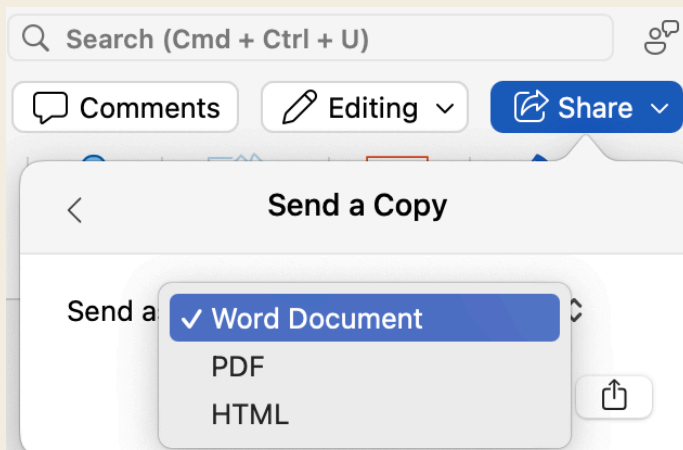 Search (Cmd + Ctrl + U)
Comments Editing Share
Send a Copy
Send a
Word Document
PDF
HTML